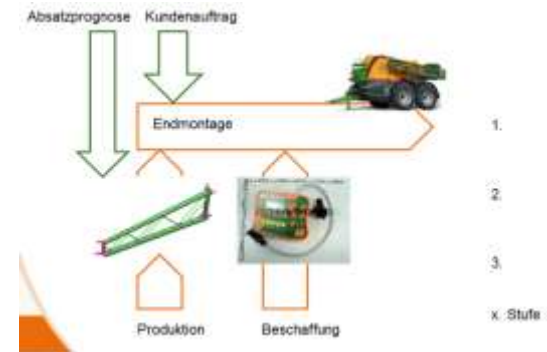 Absatzprognose Kundenauftrag
Endmontage
1.
2.
3.
x. Stufe
Produktion Beschaffung